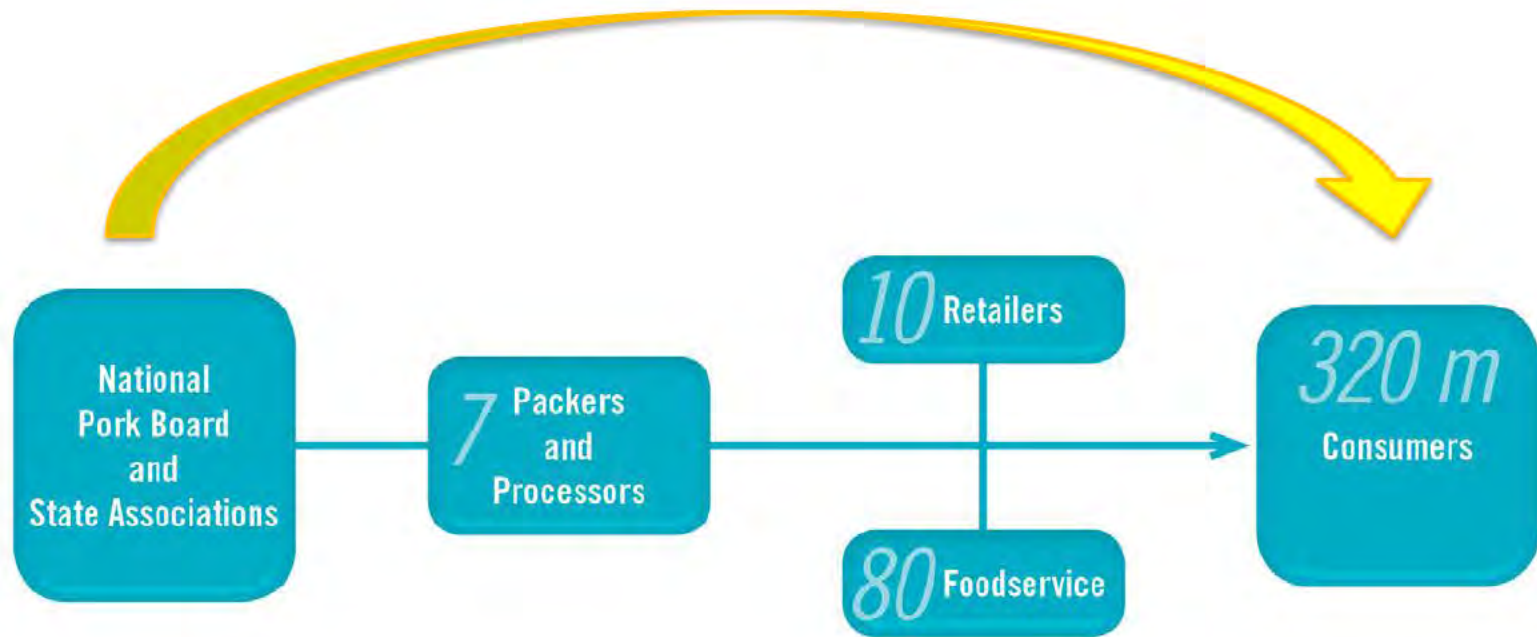 National
Pork Board
and
State Associations
7 Packers
and
Processors
10 Retailers
80 Foodservice
320 m
Consumers